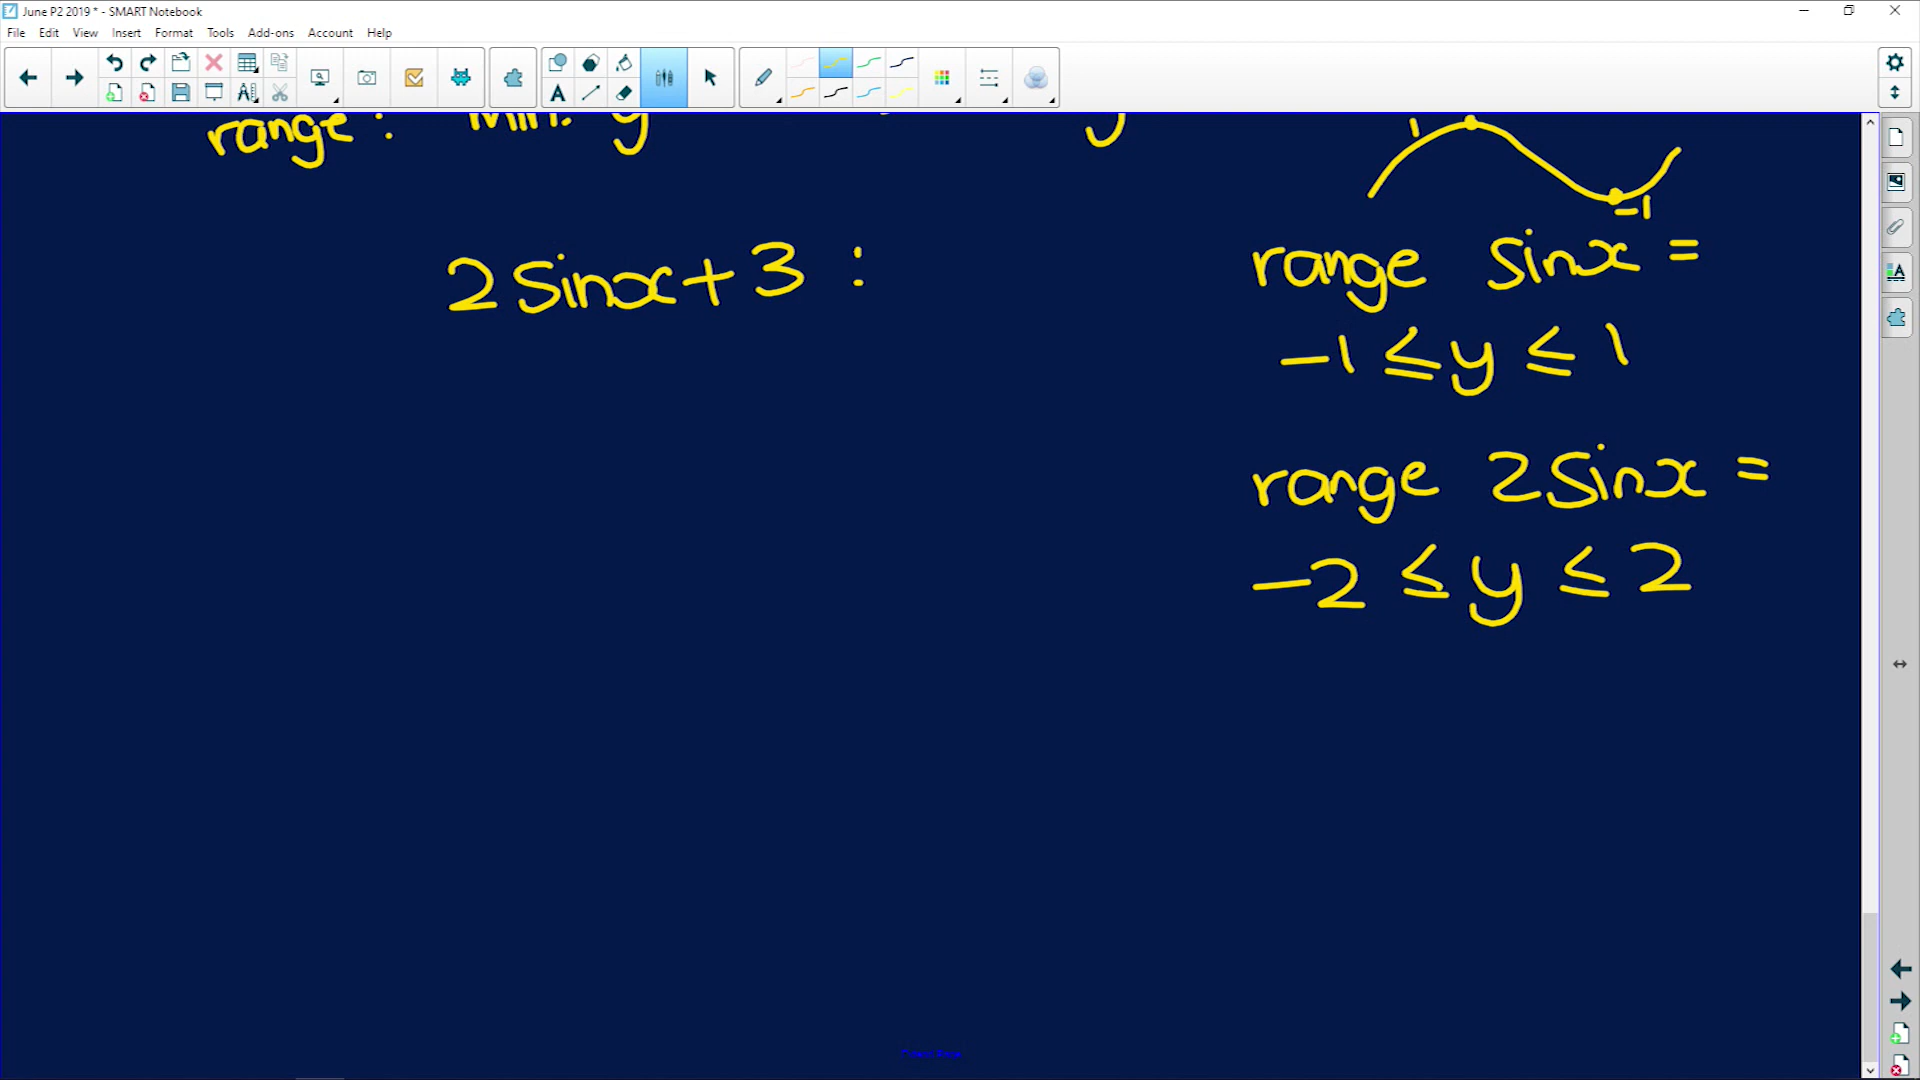 June P2 2019 * - SMART Notebook
File Edit View Insert Format Tools Add-ons Account Help
range : Min. y y
1
-1
2 sinx + 3 :
range sinx =
-1 ≤ y ≤ 1
range 2sinx =
-2 ≤ y ≤ 2